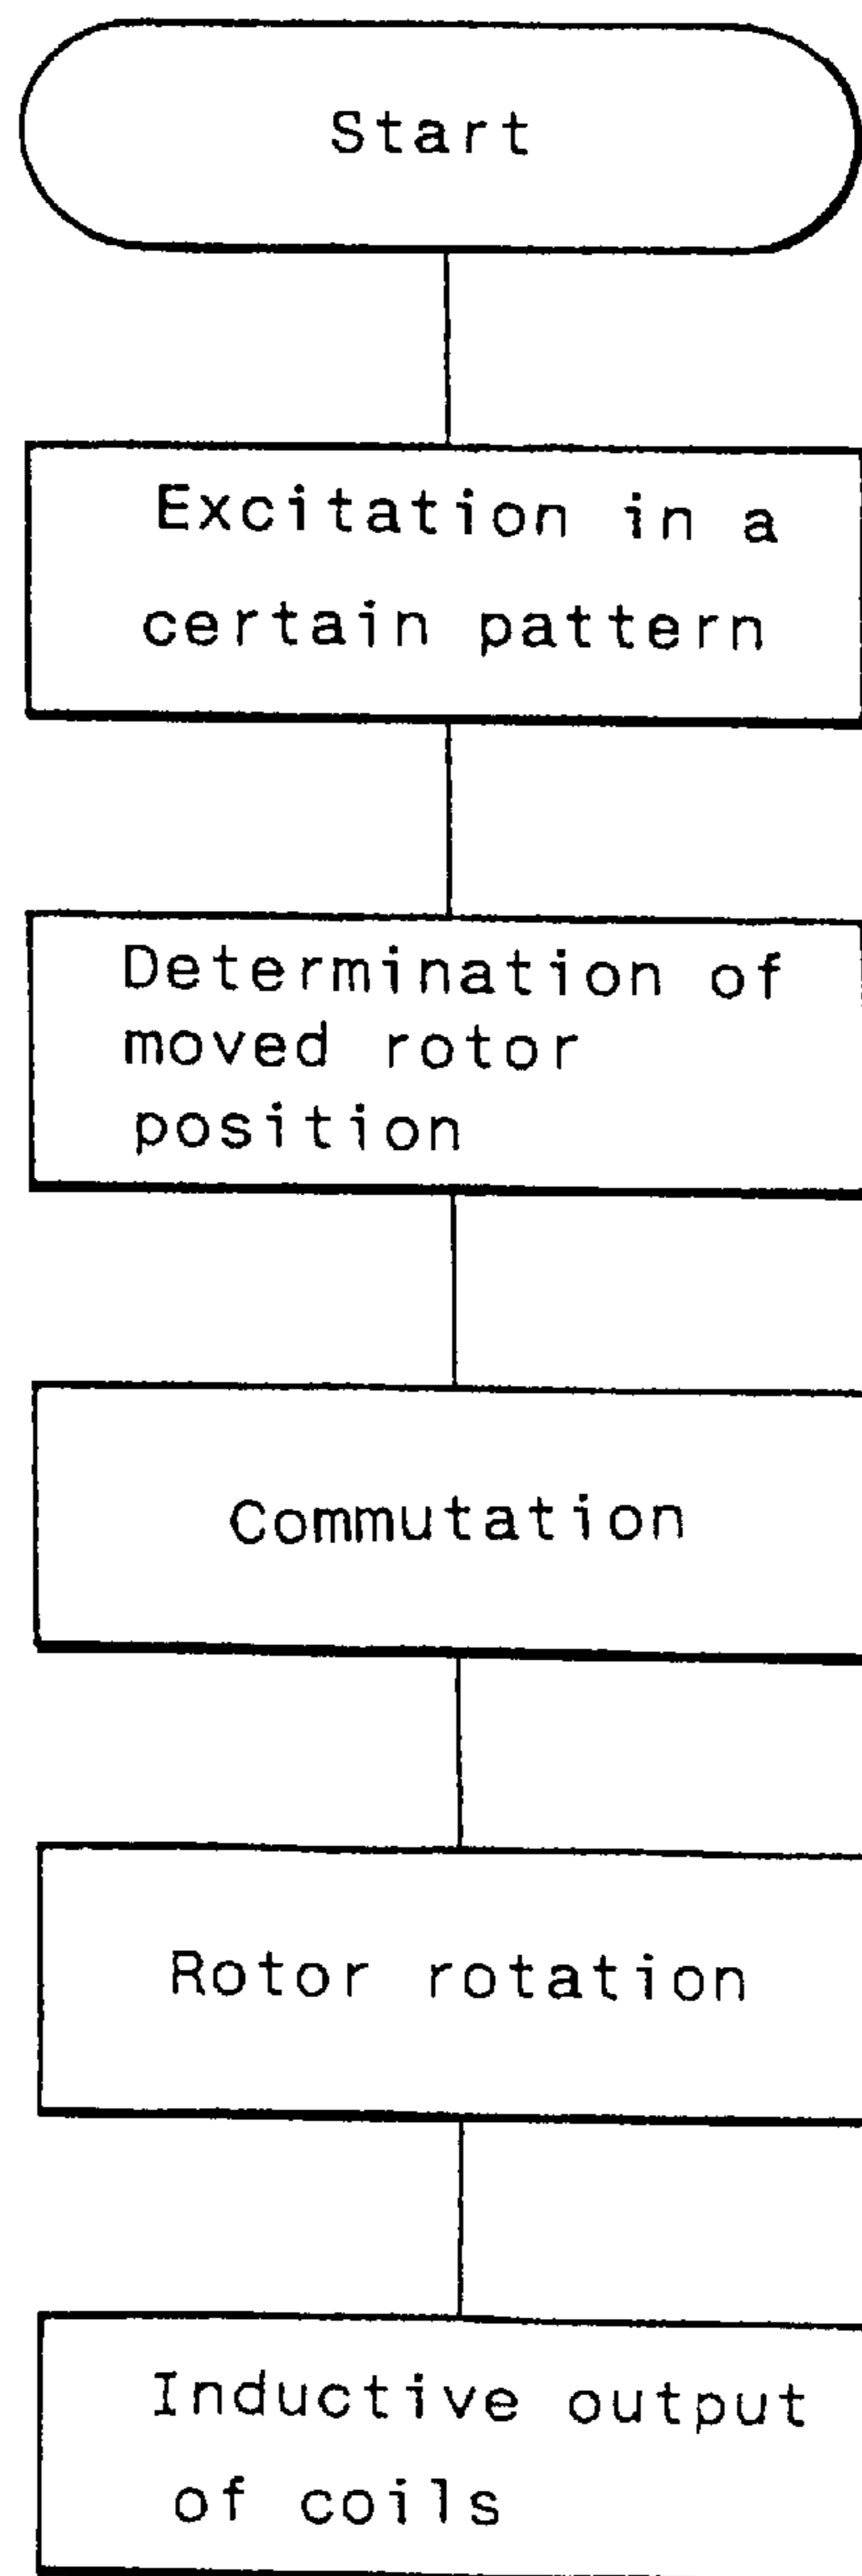 Start
Excitation in a
certain pattern
Determination of
moved rotor
position
Commutation
Rotor rotation
Inductive output
of coils